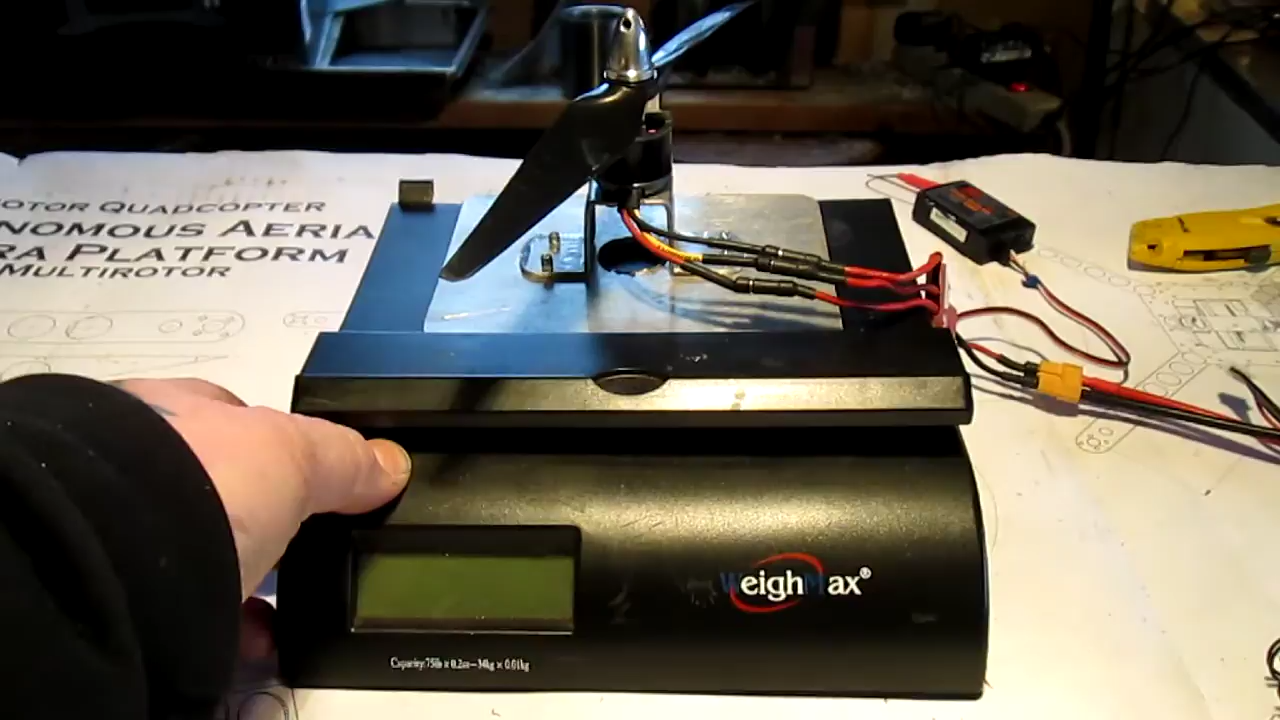 OTOR QUADCOPTER
NOMOUS AERIA
RA PLATFORM
MULTIROTOR
WeighMax®
Capacity:75lb x 0.2oz-34kg x 0.01kg